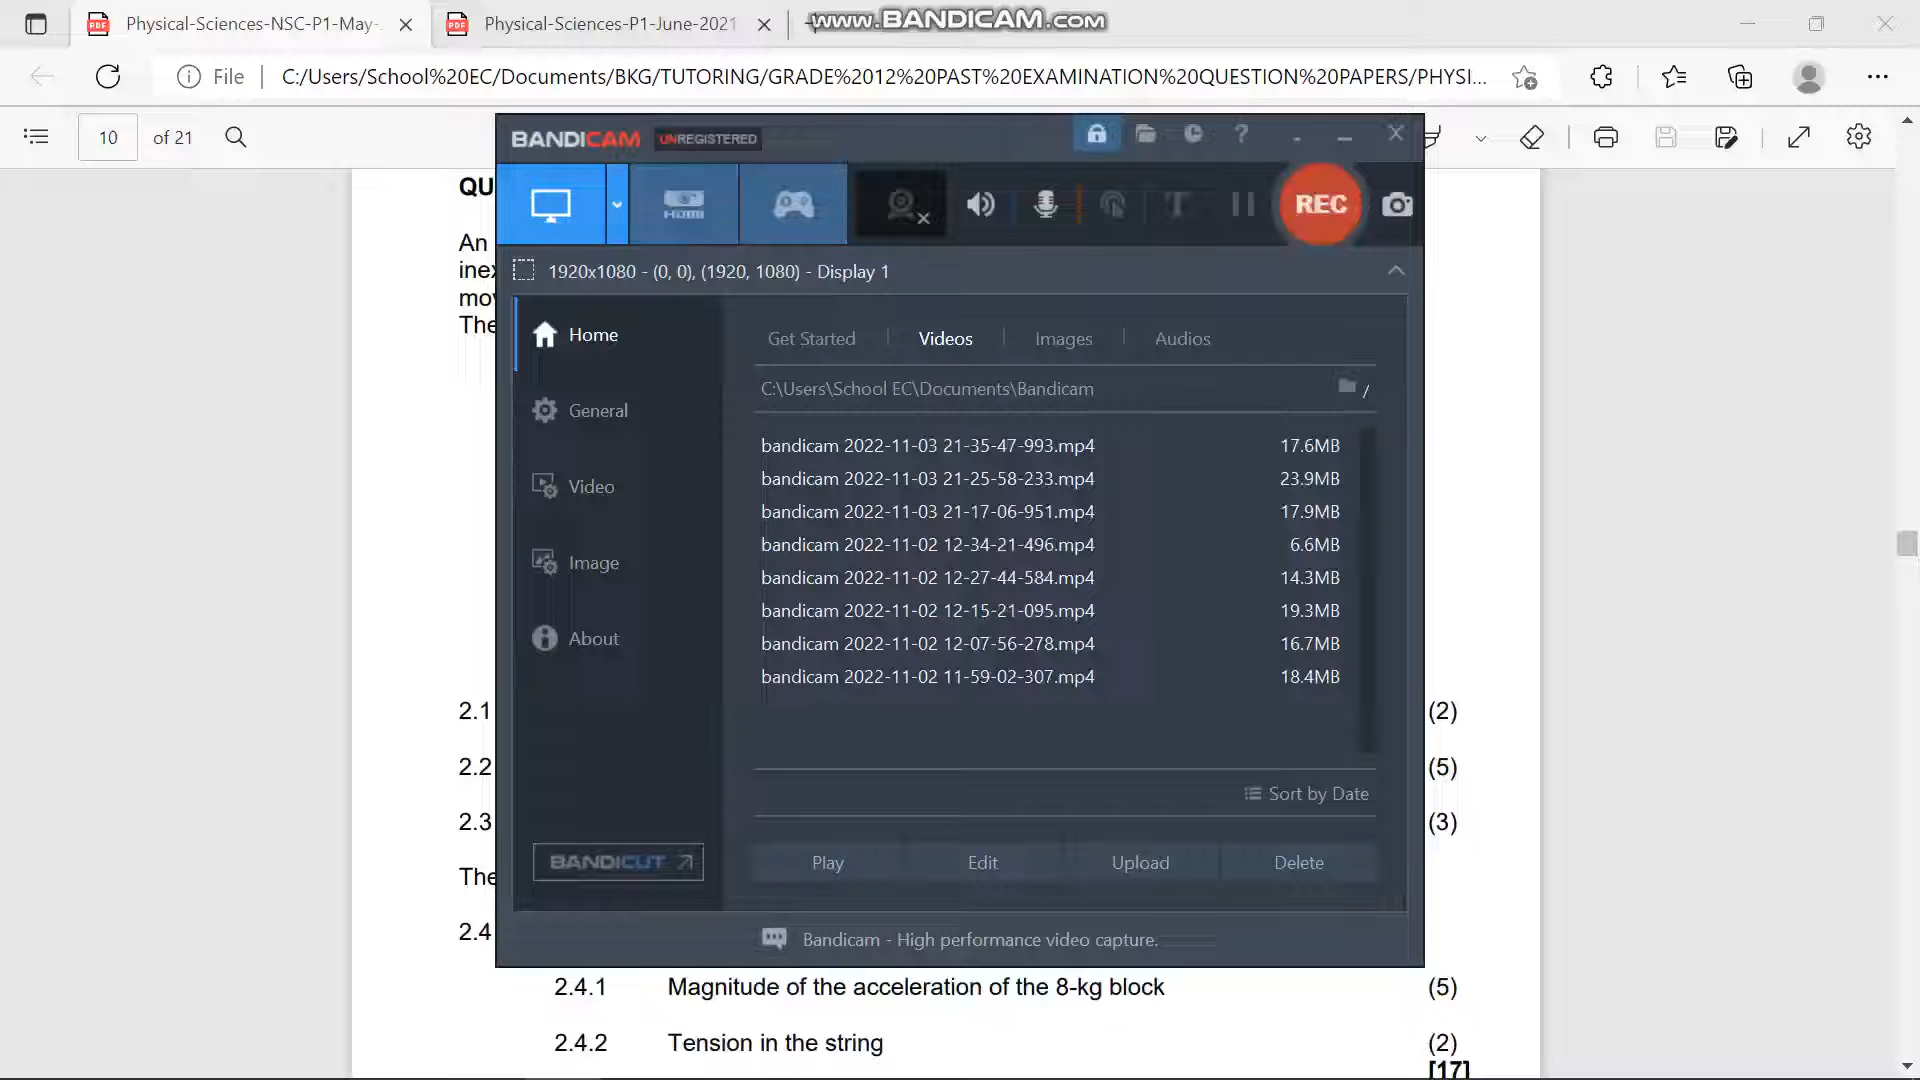 Physical-Sciences-NSC-P1-May-
Physical-Sciences-P1-June-2021
www.BANDICAM.com
File
C:/Users/School%20EC/Documents/BKG/TUTORING/GRADE%2012%20PAST%20EXAMINATION%20QUESTION%20PAPERS/PHYSI...
10 of 21
BANDICAM UNREGISTERED
QU
An
inex
mov
The
HDMI
REC
1920x1080 - (0, 0), (1920, 1080) - Display 1
Home
General
Video
Image
About
Get Started
Videos
Images
Audios
C:\Users\School EC\Documents\Bandicam
bandicam 2022-11-03 21-35-47-993.mp4 17.6MB
bandicam 2022-11-03 21-25-58-233.mp4 23.9MB
bandicam 2022-11-03 21-17-06-951.mp4 17.9MB
bandicam 2022-11-02 12-34-21-496.mp4 6.6MB
bandicam 2022-11-02 12-27-44-584.mp4 14.3MB
bandicam 2022-11-02 12-15-21-095.mp4 19.3MB
bandicam 2022-11-02 12-07-56-278.mp4 16.7MB
bandicam 2022-11-02 11-59-02-307.mp4 18.4MB
Sort by Date
BANDICUT
Play
Edit
Upload
Delete
Bandicam - High performance video capture.
2.1 (2)
2.2 (5)
2.3 (3)
The
2.4
2.4.1 Magnitude of the acceleration of the 8-kg block (5)
2.4.2 Tension in the string (2)
[17]